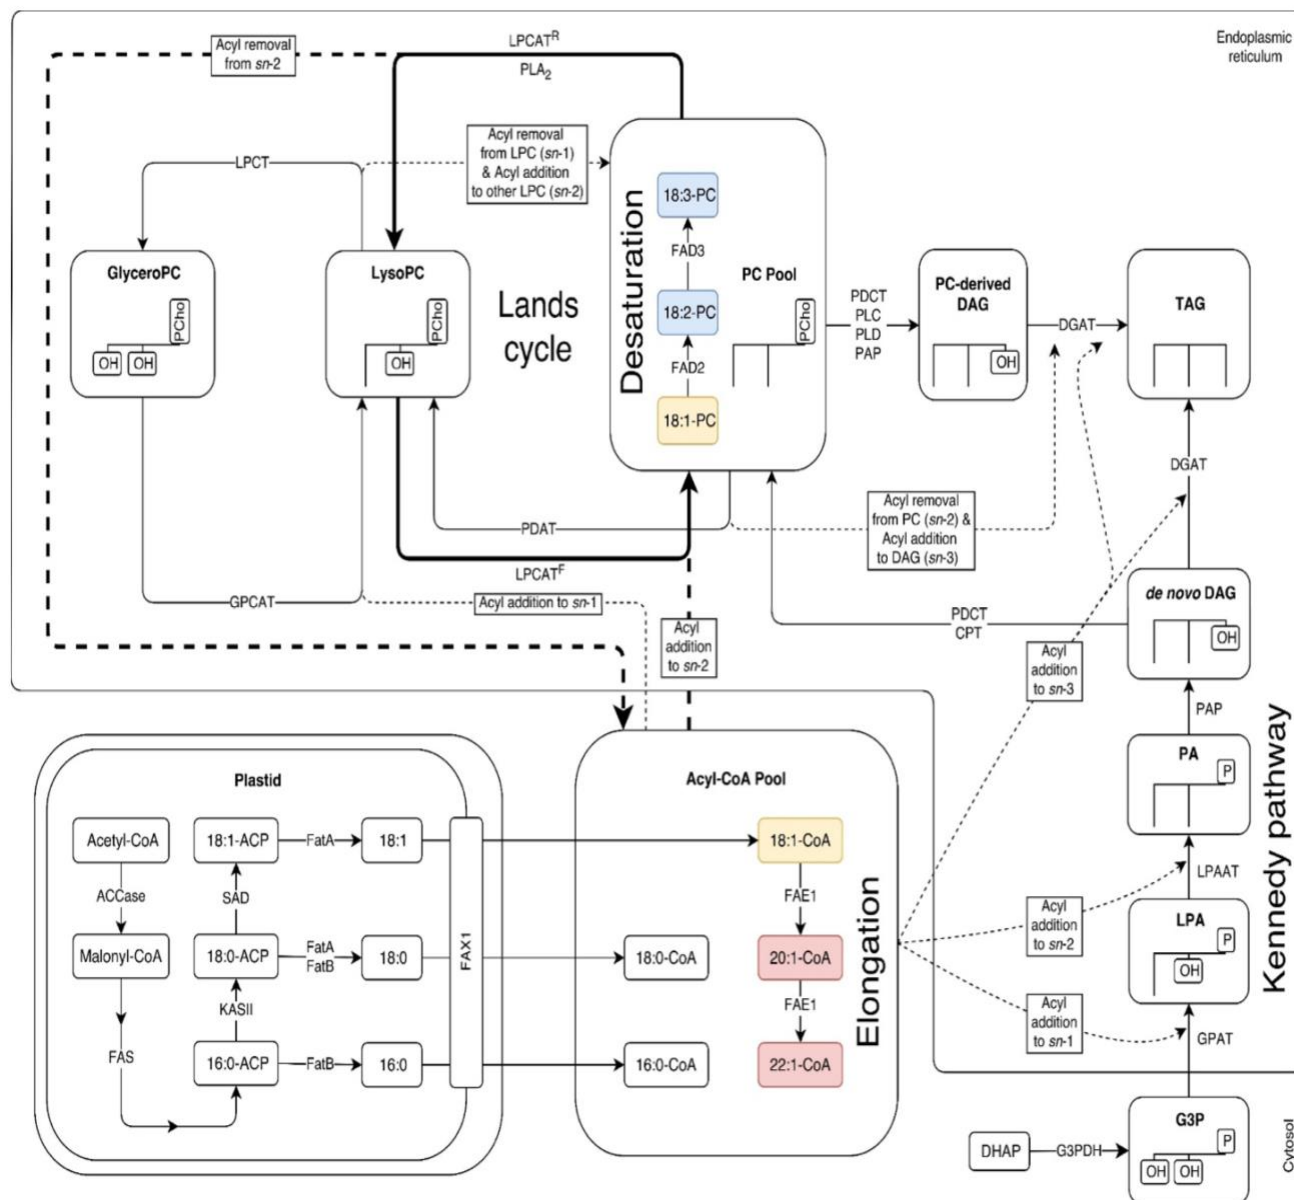 Endoplasmic
reticulum
Acyl removal
from sn-2
LPCATᴿ
PLA₂
LPCT
Acyl removal
from LPC (sn-1)
& Acyl addition
to other LPC (sn-2)
GlyceroPC
PCho
OH OH
LysoPC
PCho
OH
Lands
cycle
Desaturation
18:3-PC
FAD3
18:2-PC
FAD2
18:1-PC
PC Pool
PCho
PDCT
PLC
PLD
PAP
PC-derived
DAG
OH
DGAT
TAG
DGAT
PDAT
LPCATᶠ
GPCAT
Acyl addition to sn-1
Acyl
addition
to sn-2
Acyl removal
from PC (sn-2) &
Acyl addition
to DAG (sn-3)
PDCT
CPT
de novo DAG
OH
Acyl
addition
to sn-3
PAP
PA
P
LPAAT
Acyl
addition
to sn-2
LPA
P
OH
Acyl
addition
to sn-1
GPAT
Kennedy pathway
G3P
P
OH OH
DHAP
G3PDH
Cytosol
Plastid
Acetyl-CoA
ACCase
Malonyl-CoA
FAS
18:1-ACP
SAD
18:0-ACP
KASII
16:0-ACP
FatA
FatA
FatB
FatB
18:1
18:0
16:0
FAX1
Acyl-CoA Pool
18:1-CoA
FAE1
18:0-CoA
20:1-CoA
FAE1
16:0-CoA
22:1-CoA
Elongation